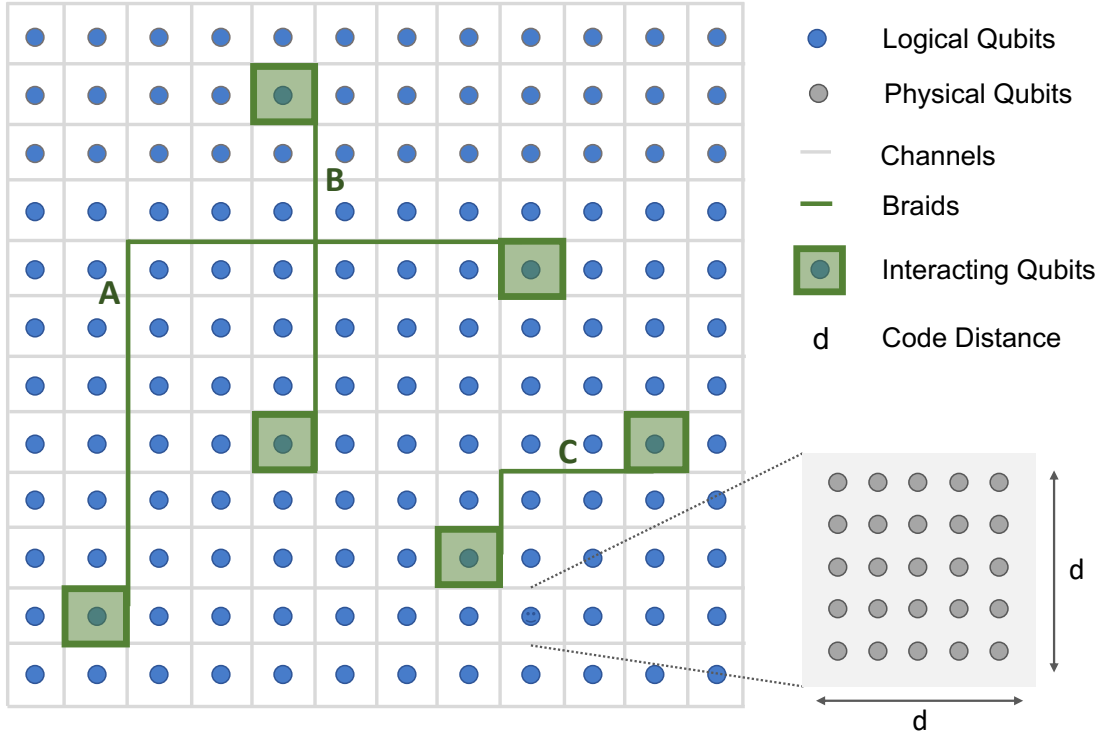 B
A
C
Logical Qubits
Physical Qubits
Channels
Braids
Interacting Qubits
d Code Distance
d
d